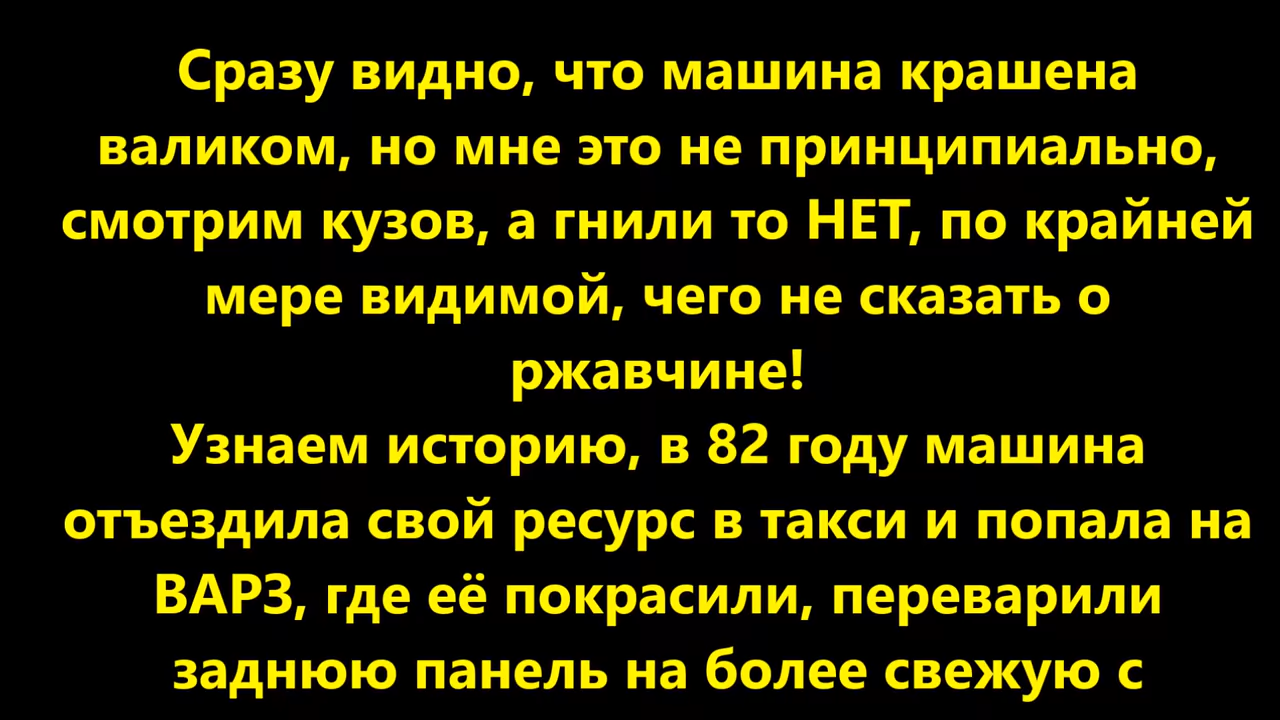 Сразу видно, что машина крашена
валиком, но мне это не принципиально,
смотрим кузов, а гнили то НЕТ, по крайней
мере видимой, чего не сказать о
ржавчине!
Узнаем историю, в 82 году машина
отъездила свой ресурс в такси и попала на
ВАРЗ, где её покрасили, переварили
заднюю панель на более свежую с